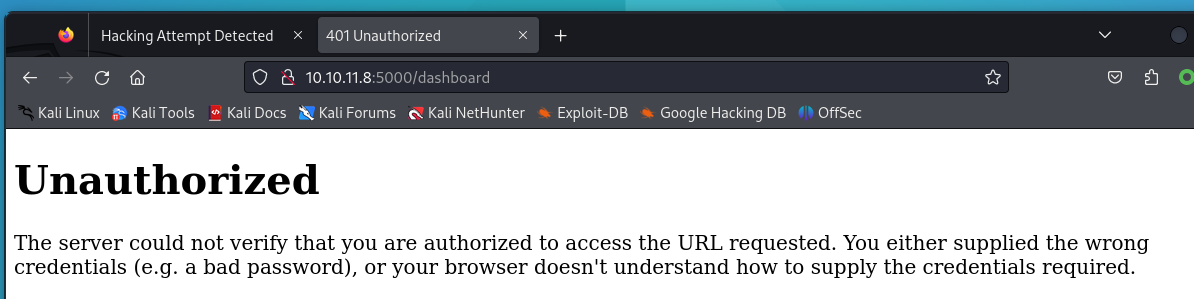 Hacking Attempt Detected 401 Unauthorized
10.10.11.8:5000/dashboard
Kali Linux Kali Tools Kali Docs Kali Forums Kali NetHunter Exploit-DB Google Hacking DB OffSec
Unauthorized
The server could not verify that you are authorized to access the URL requested. You either supplied the wrong
credentials (e.g. a bad password), or your browser doesn't understand how to supply the credentials required.